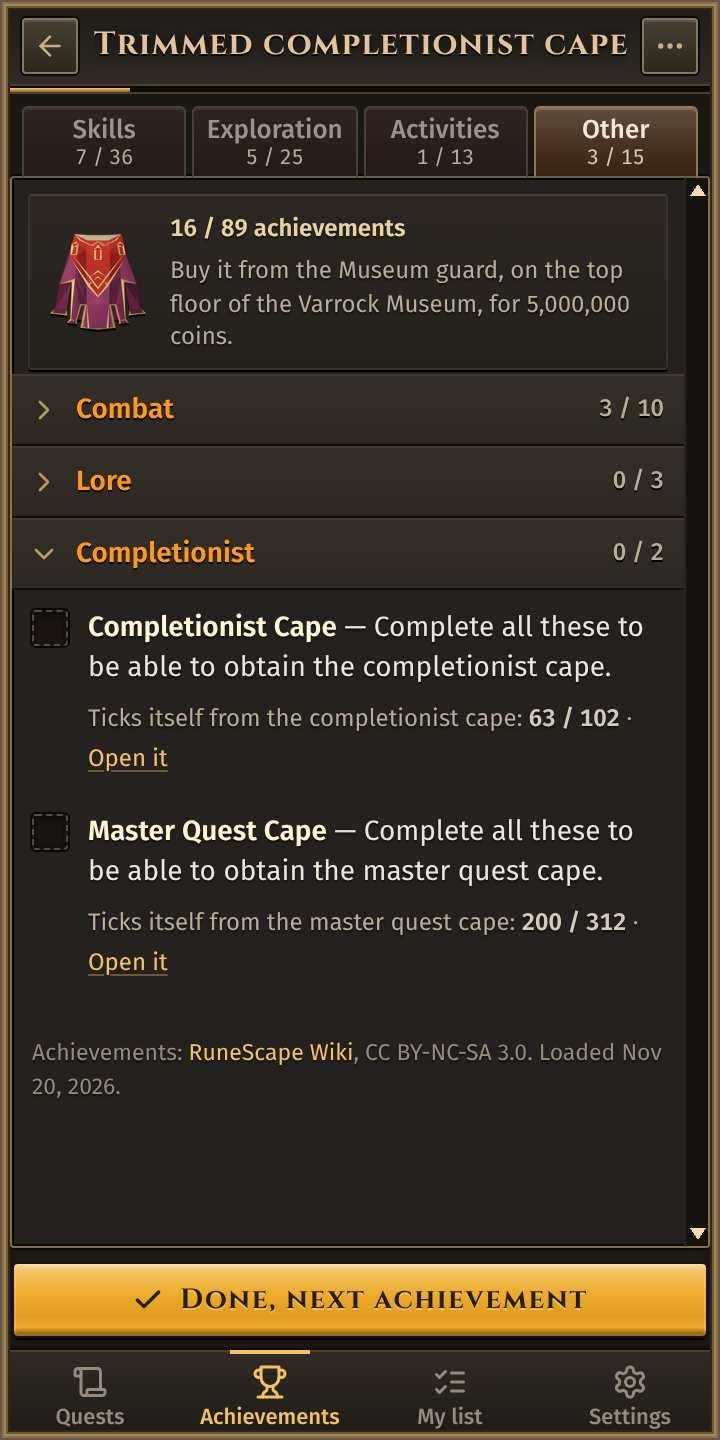 Trimmed completionist cape
Skills
7 / 36
Exploration
5 / 25
Activities
1 / 13
Other
3 / 15
16 / 89 achievements
Buy it from the Museum guard, on the top
floor of the Varrock Museum, for 5,000,000
coins.
Combat 3 / 10
Lore 0 / 3
Completionist 0 / 2
Completionist Cape — Complete all these to
be able to obtain the completionist cape.
Ticks itself from the completionist cape: 63 / 102 ·
Open it
Master Quest Cape — Complete all these to
be able to obtain the master quest cape.
Ticks itself from the master quest cape: 200 / 312 ·
Open it
Achievements: RuneScape Wiki, CC BY-NC-SA 3.0. Loaded Nov
20, 2026.
Done, next achievement
Quests
Achievements
My list
Settings